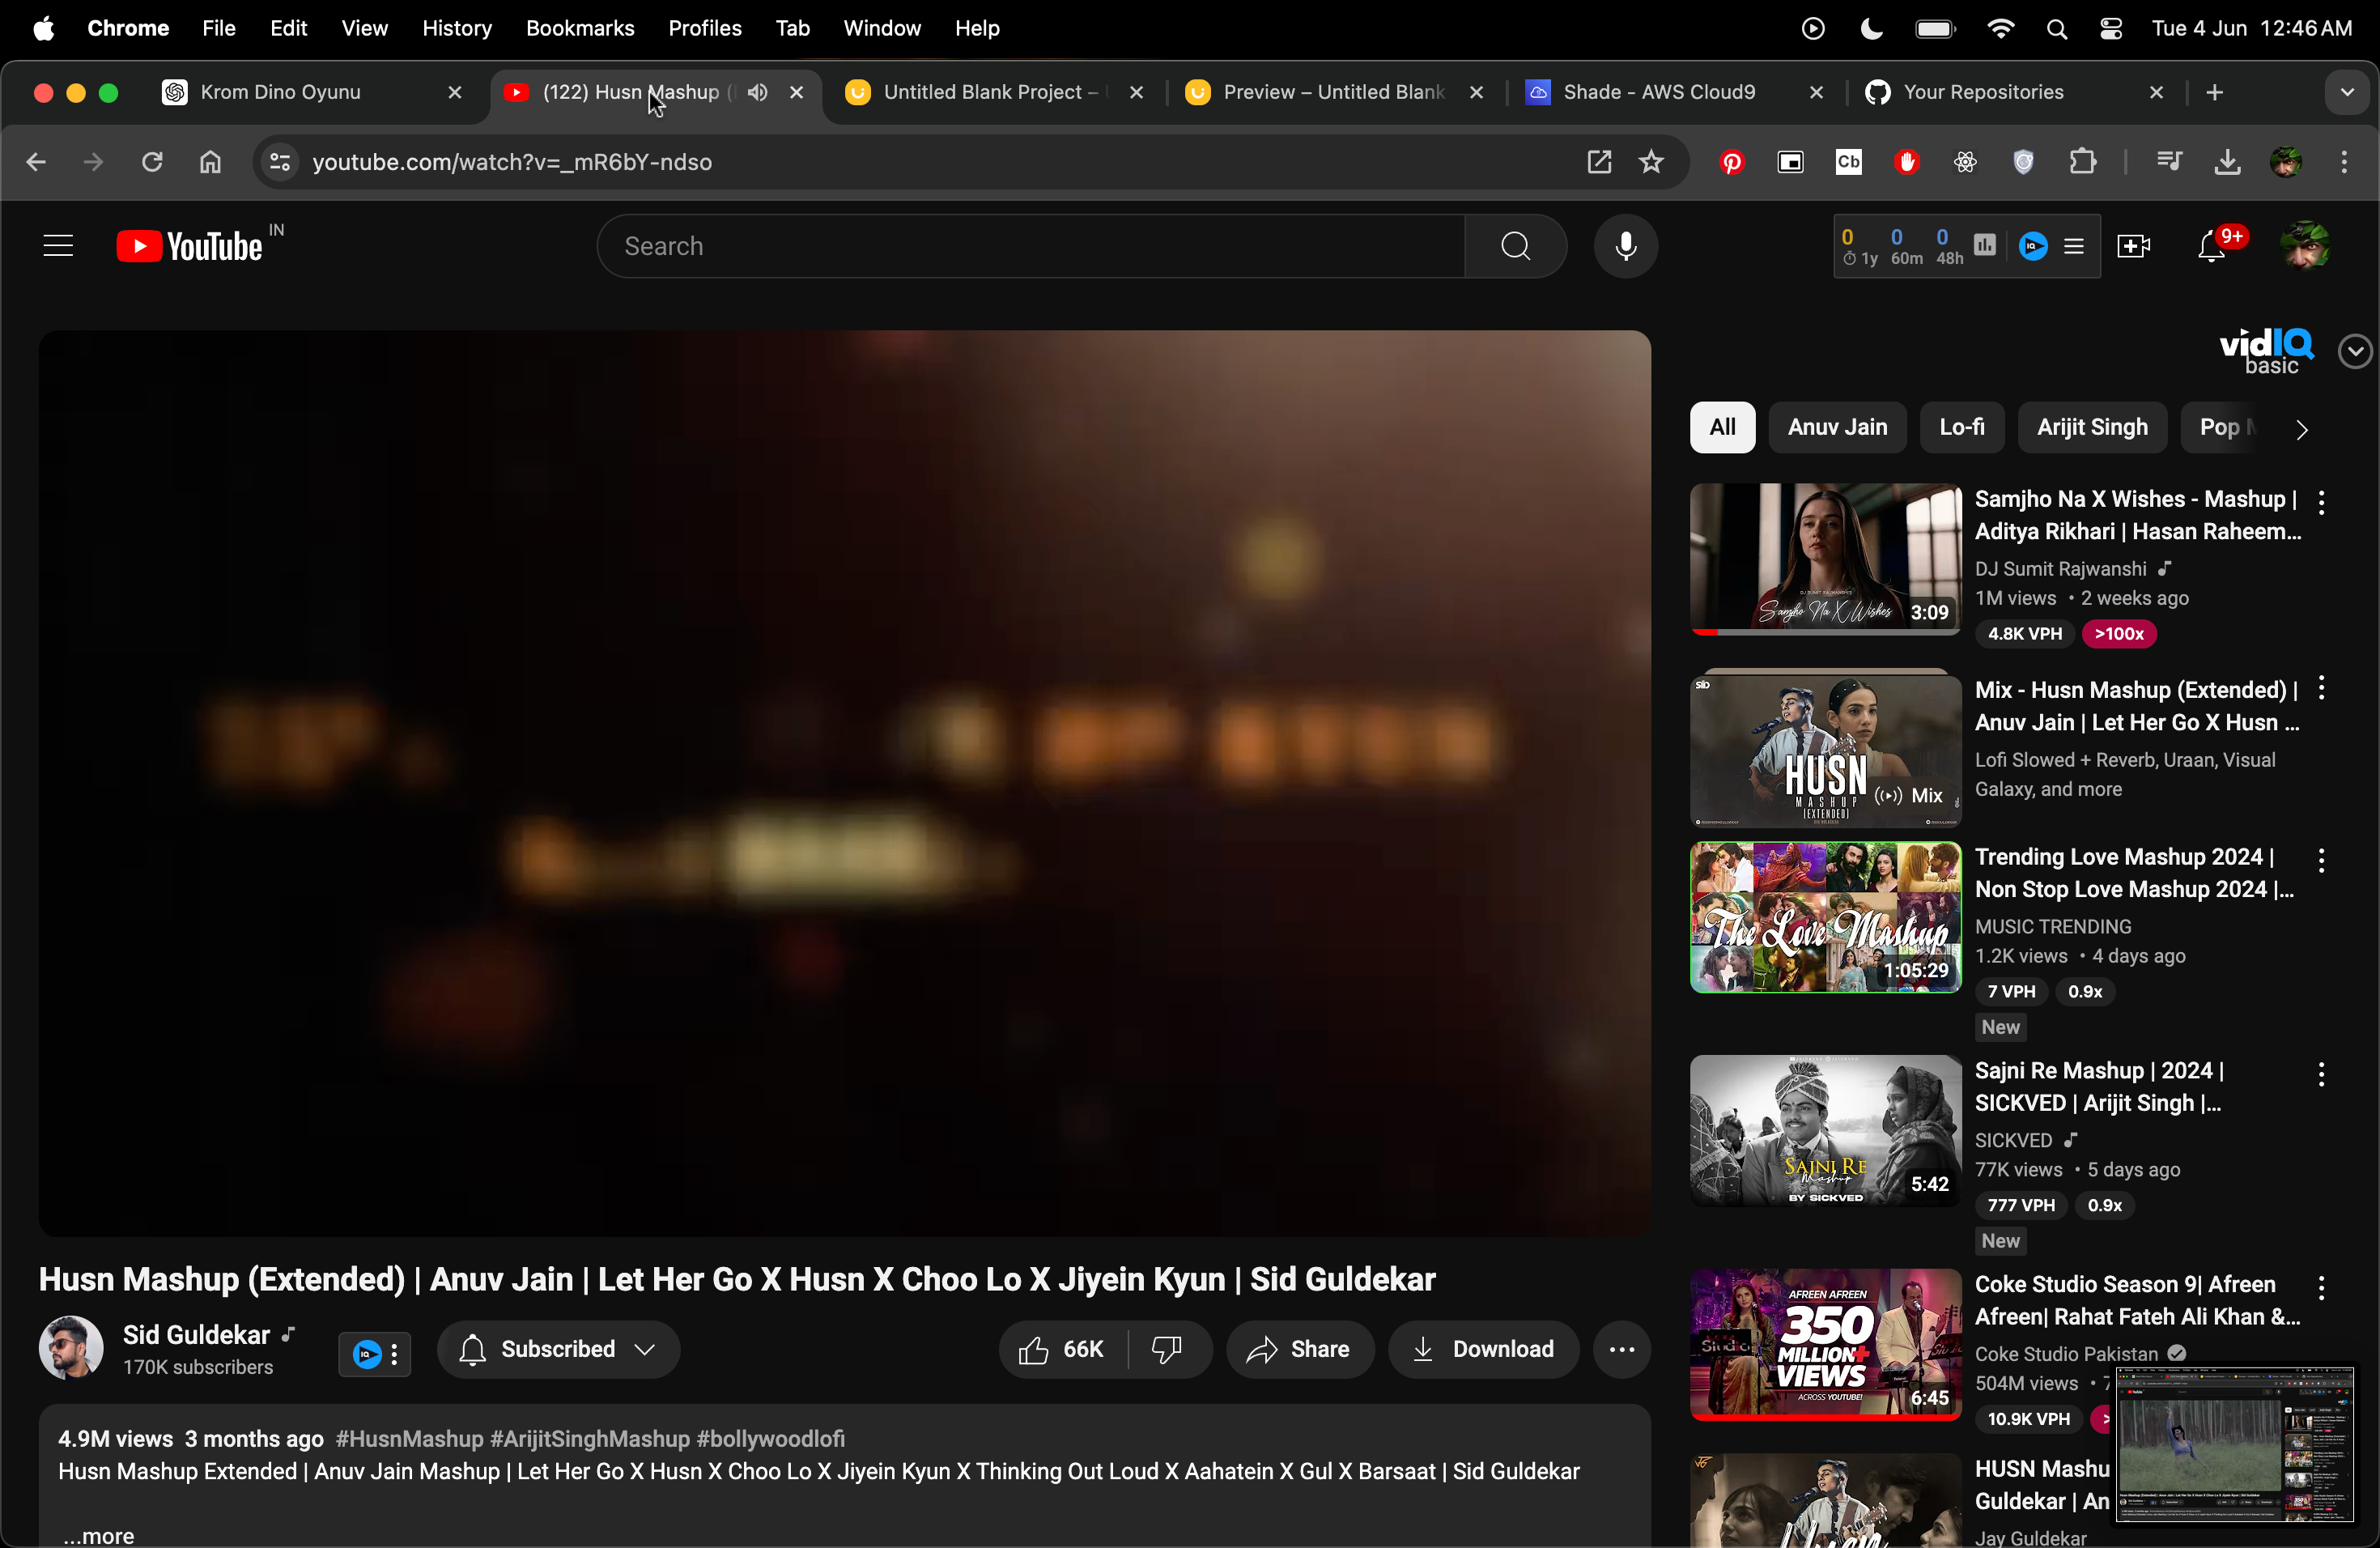 Chrome File Edit View History Bookmarks Profiles Tab Window Help Tue 4 Jun 12:46 AM
Krom Dino Oyunu (122) Husn Mashup ( Untitled Blank Project – Preview – Untitled Blank Shade - AWS Cloud9 Your Repositories
youtube.com/watch?v=_mR6bY-ndso Cb
YouTube IN
Search
0 0 0
1y 60m 48h
IQ
9+
vidIQ
basic
All Anuv Jain Lo-fi Arijit Singh Pop
DJ SUMIT RAJWANSHI'S
Samjho Na X Wishes
3:09
Samjho Na X Wishes - Mashup |
Aditya Rikhari | Hasan Raheem...
DJ Sumit Rajwanshi
1M views • 2 weeks ago
4.8K VPH >100x
SID
HUSN
MASHUP
(EXTENDED)
Mix
Mix - Husn Mashup (Extended) |
Anuv Jain | Let Her Go X Husn ...
Lofi Slowed + Reverb, Uraan, Visual
Galaxy, and more
The Love Mashup
1:05:29
Trending Love Mashup 2024 |
Non Stop Love Mashup 2024 |...
MUSIC TRENDING
1.2K views • 4 days ago
7 VPH 0.9x
New
SAJNI RE
Mashup
BY SICKVED
5:42
Sajni Re Mashup | 2024 |
SICKVED | Arijit Singh |...
SICKVED
77K views • 5 days ago
777 VPH 0.9x
New
AFREEN AFREEN
350
MILLION+
VIEWS
ACROSS YOUTUBE!
6:45
Coke Studio Season 9| Afreen
Afreen| Rahat Fateh Ali Khan &...
Coke Studio Pakistan
504M views • 7
10.9K VPH >
JG
HUSN Mashu
Guldekar | An
Jay Guldekar
Husn Mashup (Extended) | Anuv Jain | Let Her Go X Husn X Choo Lo X Jiyein Kyun | Sid Guldekar
Sid Guldekar
170K subscribers
IQ
Subscribed
66K
Share
Download
4.9M views 3 months ago #HusnMashup #ArijitSinghMashup #bollywoodlofi
Husn Mashup Extended | Anuv Jain Mashup | Let Her Go X Husn X Choo Lo X Jiyein Kyun X Thinking Out Loud X Aahatein X Gul X Barsaat | Sid Guldekar
...more